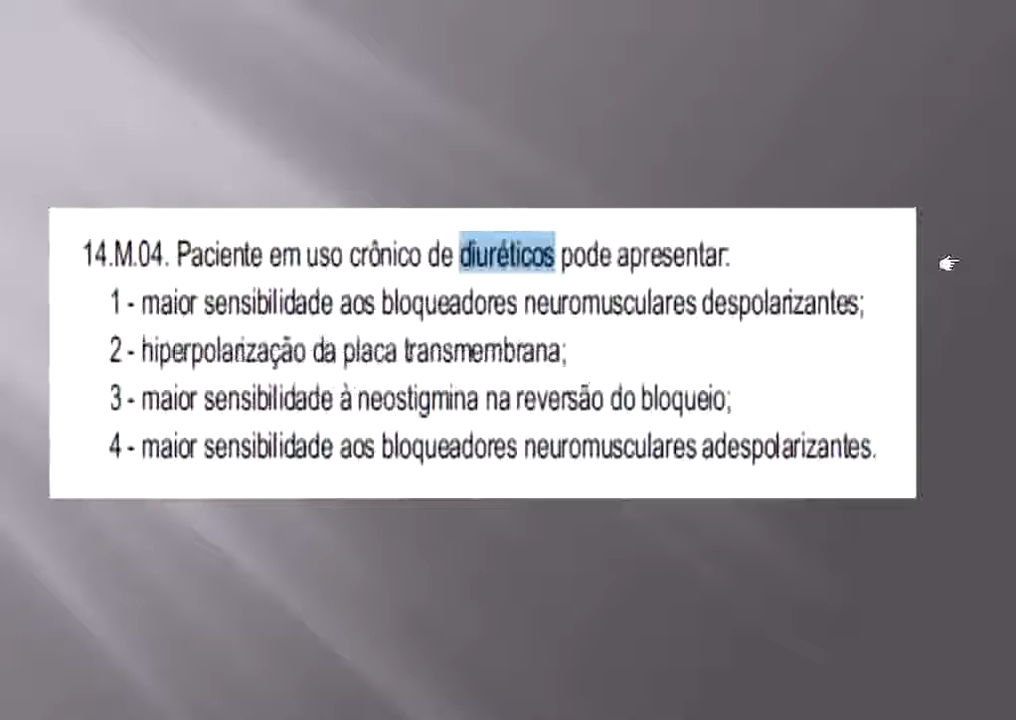 14.M.04. Paciente em uso crônico de diuréticos pode apresentar:
1 - maior sensibilidade aos bloqueadores neuromusculares despolarizantes;
2 - hiperpolarização da placa transmembrana;
3 - maior sensibilidade à neostigmina na reversão do bloqueio;
4 - maior sensibilidade aos bloqueadores neuromusculares adespolarizantes.